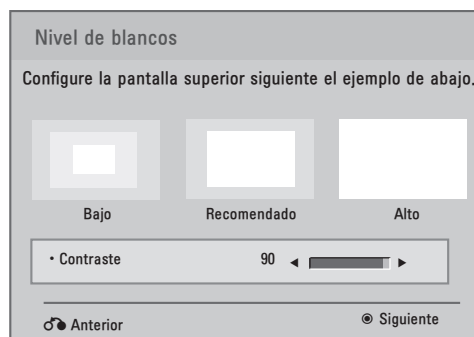 Nivel de blancos
Configure la pantalla superior siguiente el ejemplo de abajo.
Bajo Recomendado Alto
• Contraste 90 ◄ ►
Anterior ◉ Siguiente